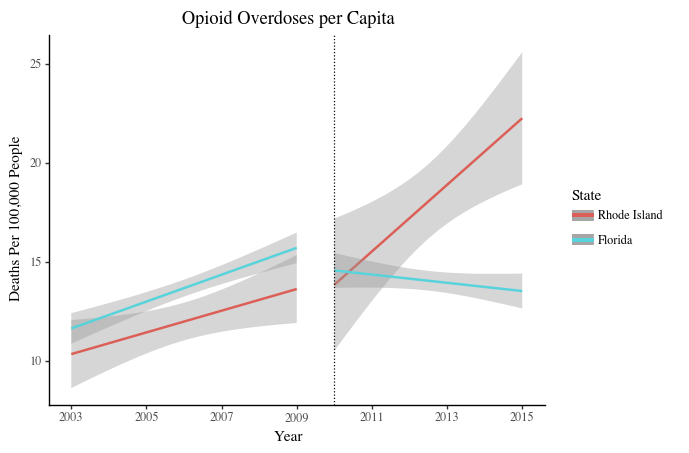 Opioid Overdoses per Capita
Deaths Per 100,000 People
25
20
15
10
2003 2005 2007 2009 2011 2013 2015
Year
State
Rhode Island
Florida